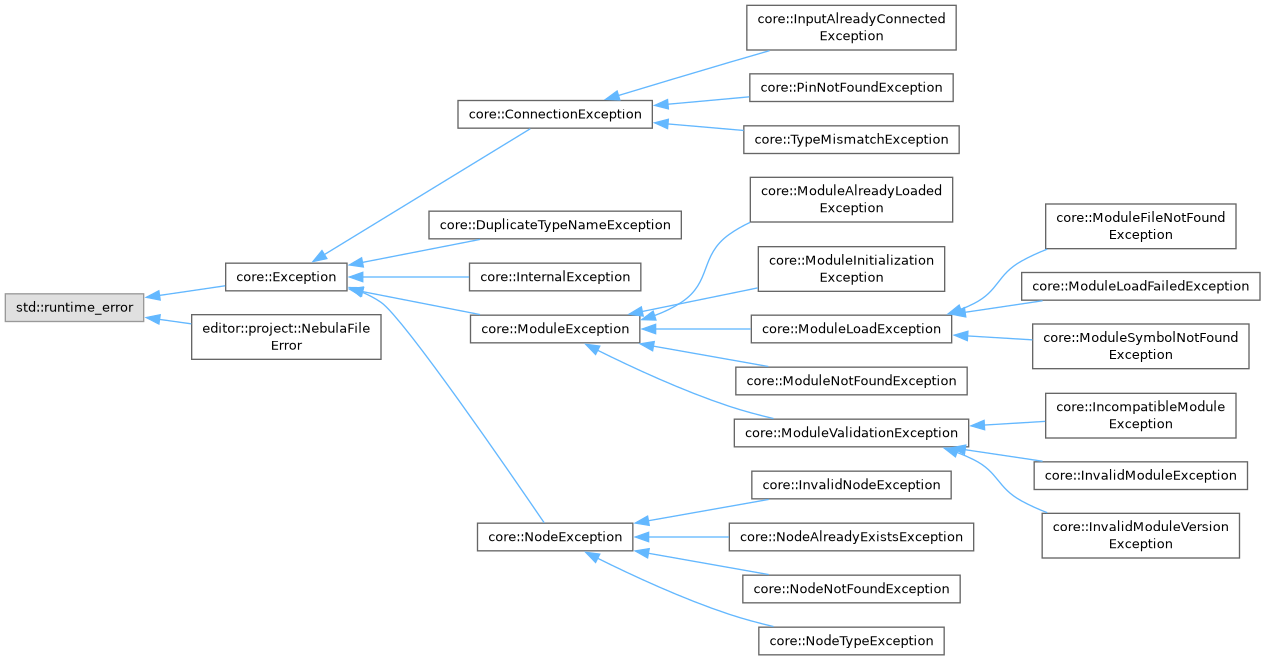 core::InputAlreadyConnected
Exception
core::PinNotFoundException
core::ConnectionException
core::TypeMismatchException
core::ModuleAlreadyLoaded
Exception
core::ModuleFileNotFound
Exception
core::DuplicateTypeNameException
core::ModuleInitialization
Exception
core::Exception
core::InternalException
core::ModuleLoadFailedException
std::runtime_error
editor::project::NebulaFile
Error
core::ModuleException
core::ModuleLoadException
core::ModuleSymbolNotFound
Exception
core::ModuleNotFoundException
core::IncompatibleModule
Exception
core::ModuleValidationException
core::InvalidModuleException
core::InvalidNodeException
core::InvalidModuleVersion
Exception
core::NodeException
core::NodeAlreadyExistsException
core::NodeNotFoundException
core::NodeTypeException